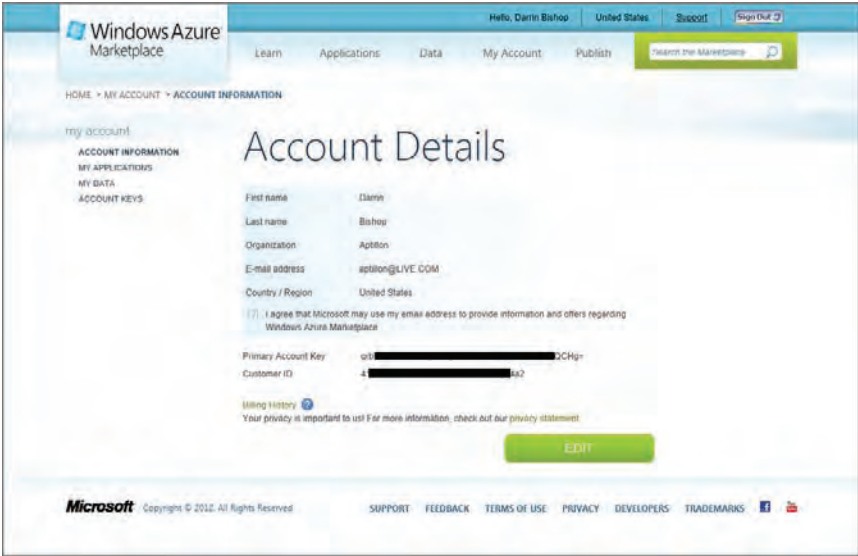 Hello, Darrin Bishop United States Support Sign Out
Windows Azure
Marketplace
Learn Applications Data My Account Publish Search the Marketplace
HOME > MY ACCOUNT > ACCOUNT INFORMATION
my account
ACCOUNT INFORMATION
MY APPLICATIONS
MY DATA
ACCOUNT KEYS
Account Details
First name Darrin
Last name Bishop
Organization Aptillon
E-mail address aptillon@LIVE.COM
Country / Region United States
I agree that Microsoft may use my email address to provide information and offers regarding
Windows Azure Marketplace
Primary Account Key QCHg=
Customer ID
Billing History ?
Your privacy is important to us! For more information, check out our privacy statement
EDIT
Microsoft Copyright © 2012. All Rights Reserved SUPPORT FEEDBACK TERMS OF USE PRIVACY DEVELOPERS TRADEMARKS